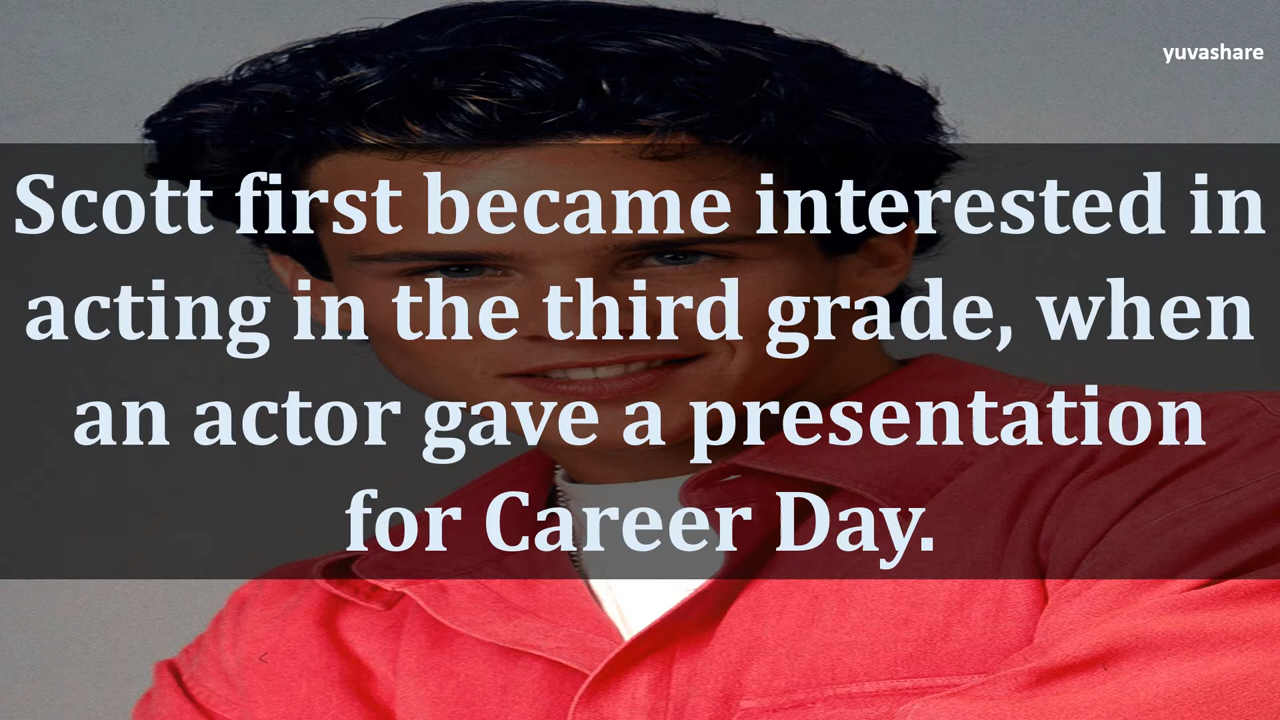 yuvashare
Scott first became interested in
acting in the third grade, when
an actor gave a presentation
for Career Day.